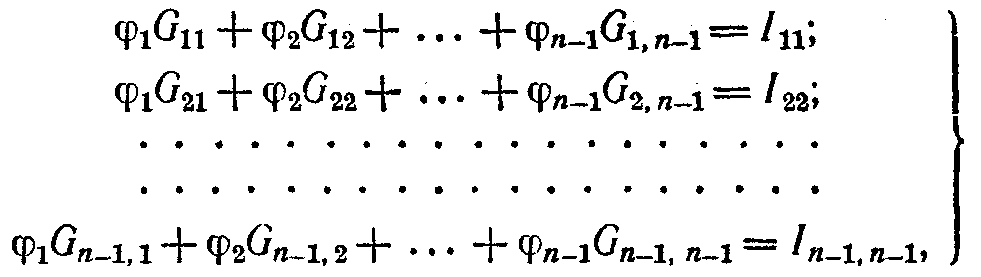 φ₁G₁₁ + φ₂G₁₂ + ... + φₙ₋₁G₁, ₙ₋₁ = I₁₁;
φ₁G₂₁ + φ₂G₂₂ + ... + φₙ₋₁G₂, ₙ₋₁ = I₂₂;
. . . . . . . . . . . . . . . . . . .
. . . . . . . . . . . . . . . . . . .
φ₁Gₙ₋₁, ₁ + φ₂Gₙ₋₁, ₂ + ... + φₙ₋₁Gₙ₋₁, ₙ₋₁ = Iₙ₋₁, ₙ₋₁,